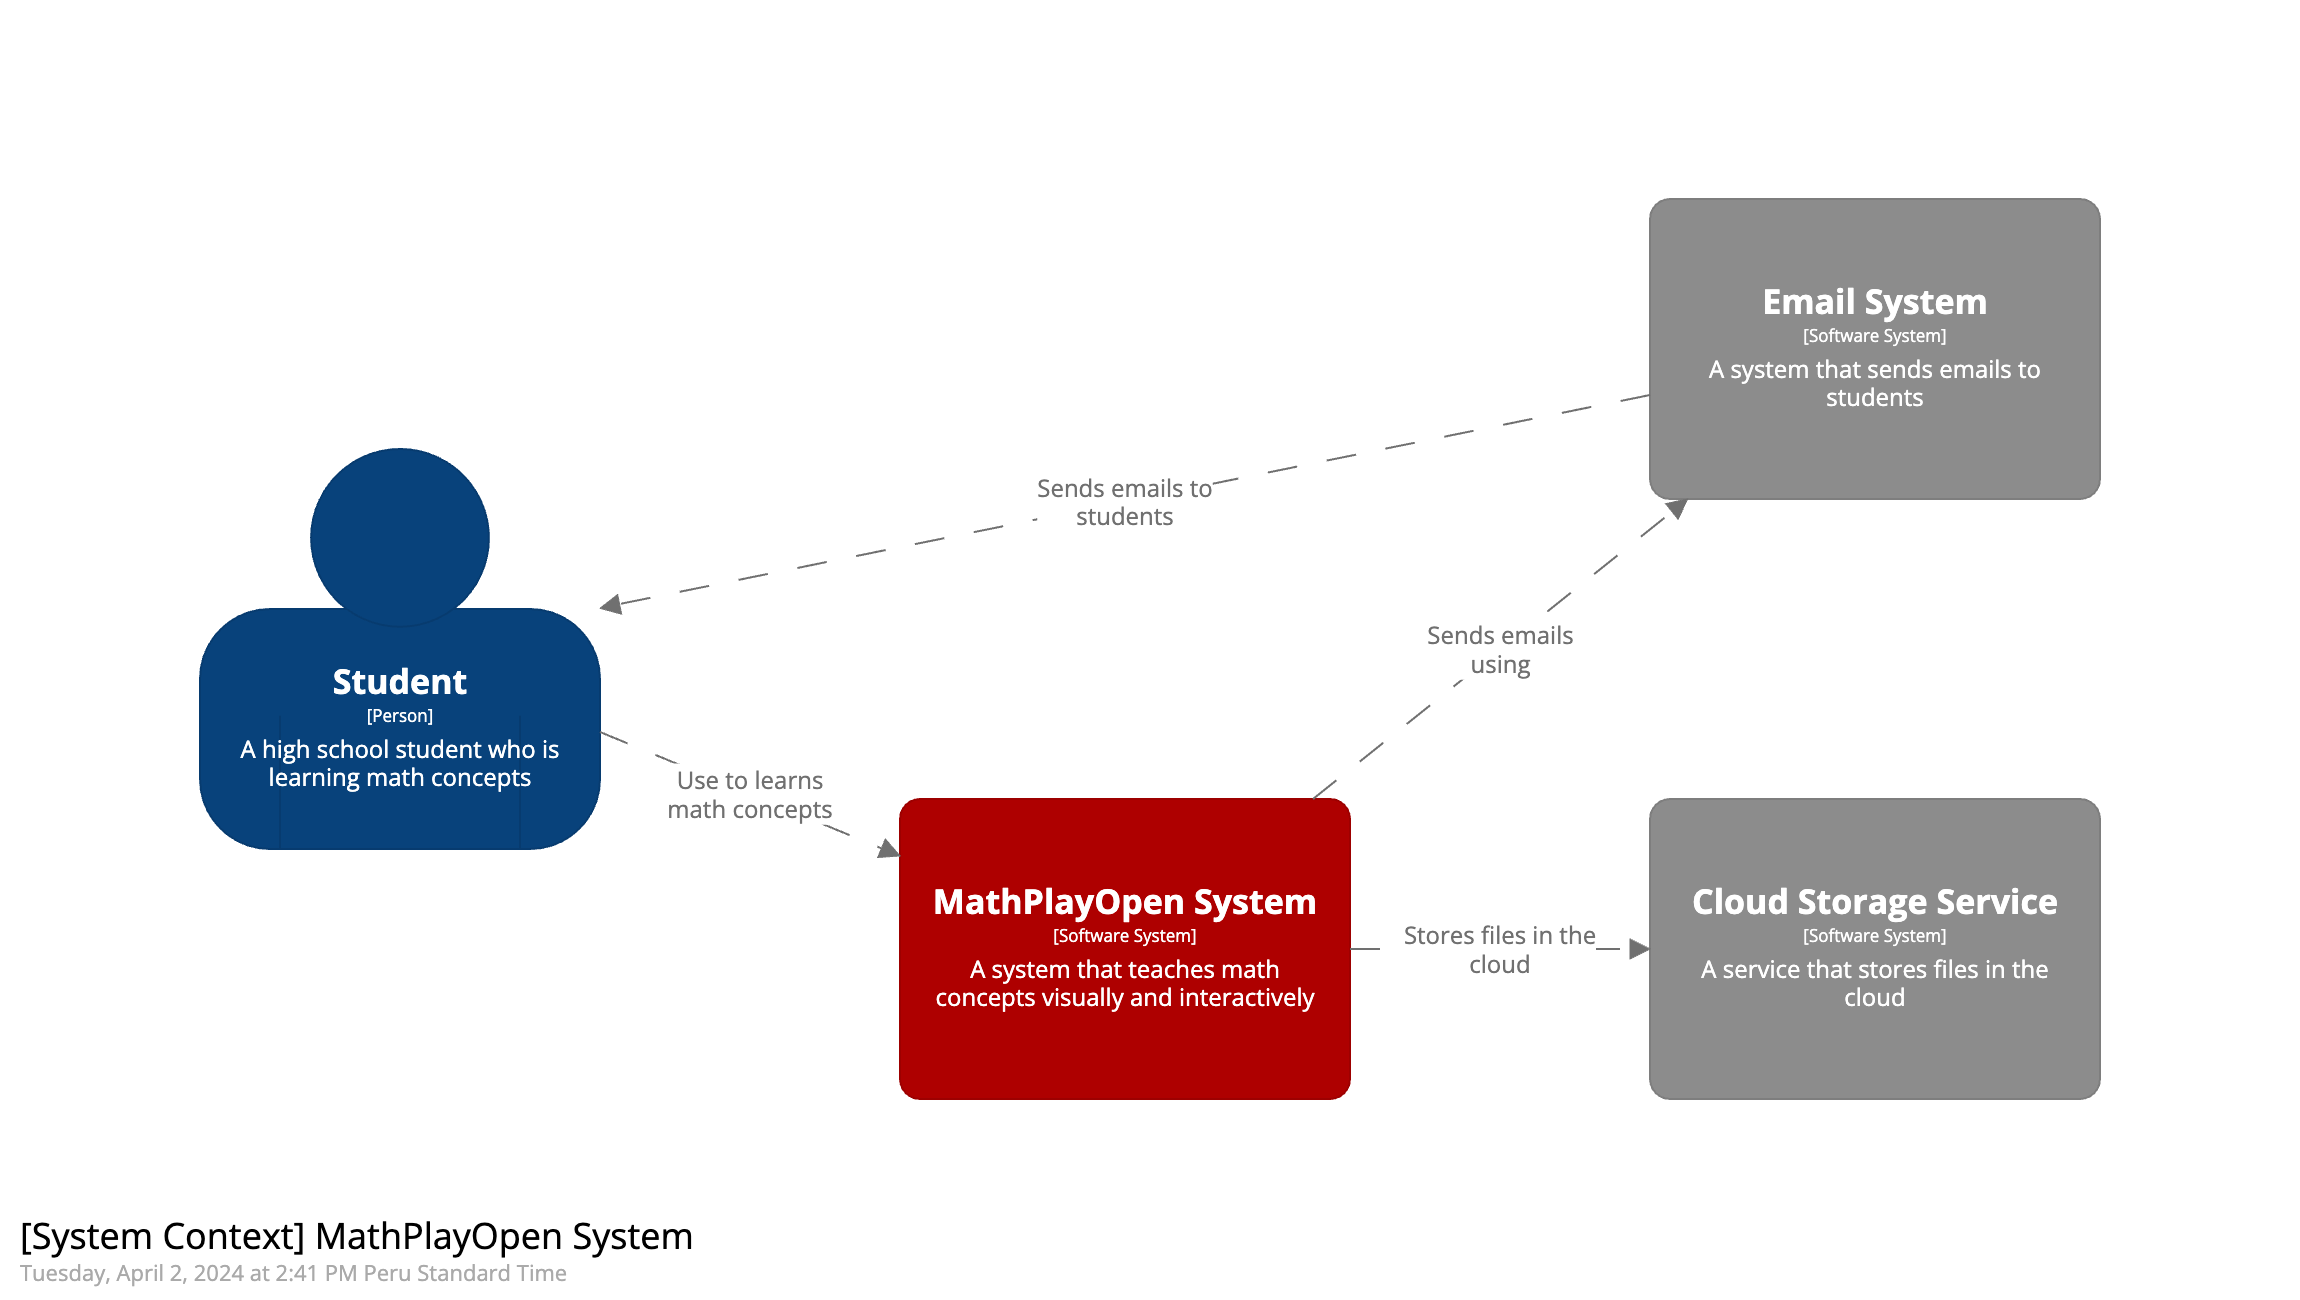 Email System
[Software System]
A system that sends emails to
students
Sends emails to
students
Sends emails
using
Student
[Person]
A high school student who is
learning math concepts
Use to learns
math concepts
MathPlayOpen System
[Software System]
A system that teaches math
concepts visually and interactively
Stores files in the
cloud
Cloud Storage Service
[Software System]
A service that stores files in the
cloud
[System Context] MathPlayOpen System
Tuesday, April 2, 2024 at 2:41 PM Peru Standard Time